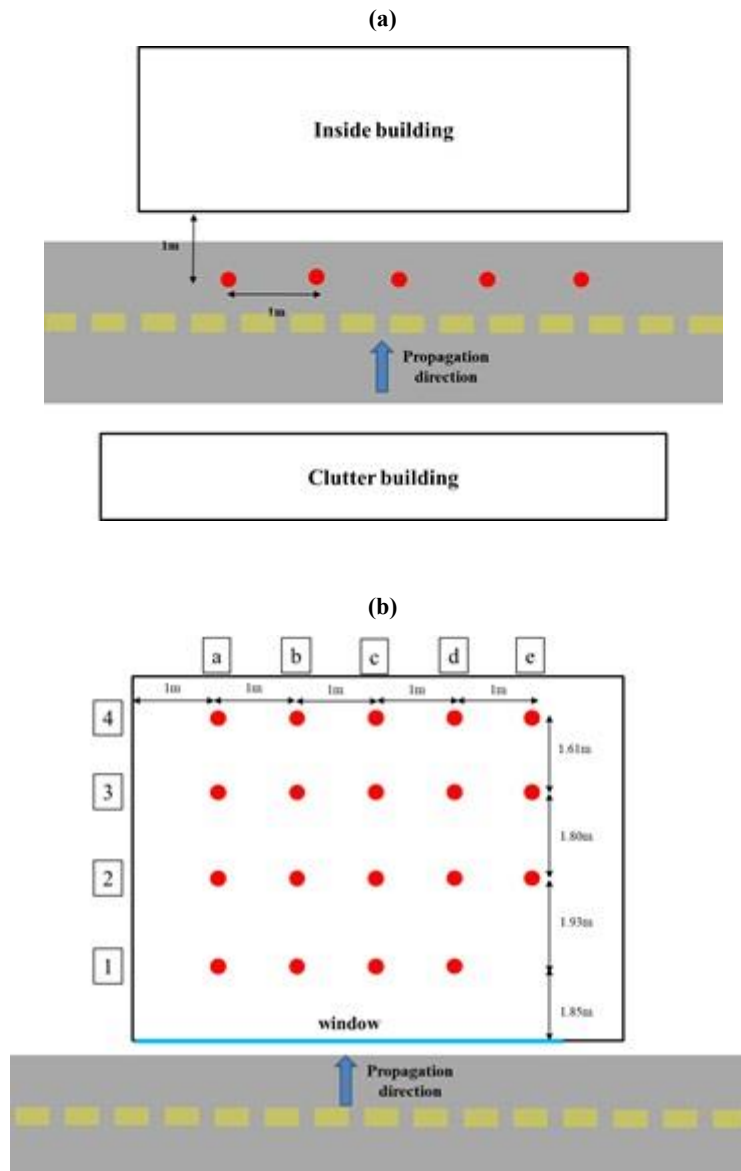 (a)
Inside building
1m
1m
Propagation
direction
Clutter building
(b)
a b c d e
1m 1m 1m 1m 1m
4
1.61m
3
1.80m
2
1.93m
1
1.85m
window
Propagation
direction